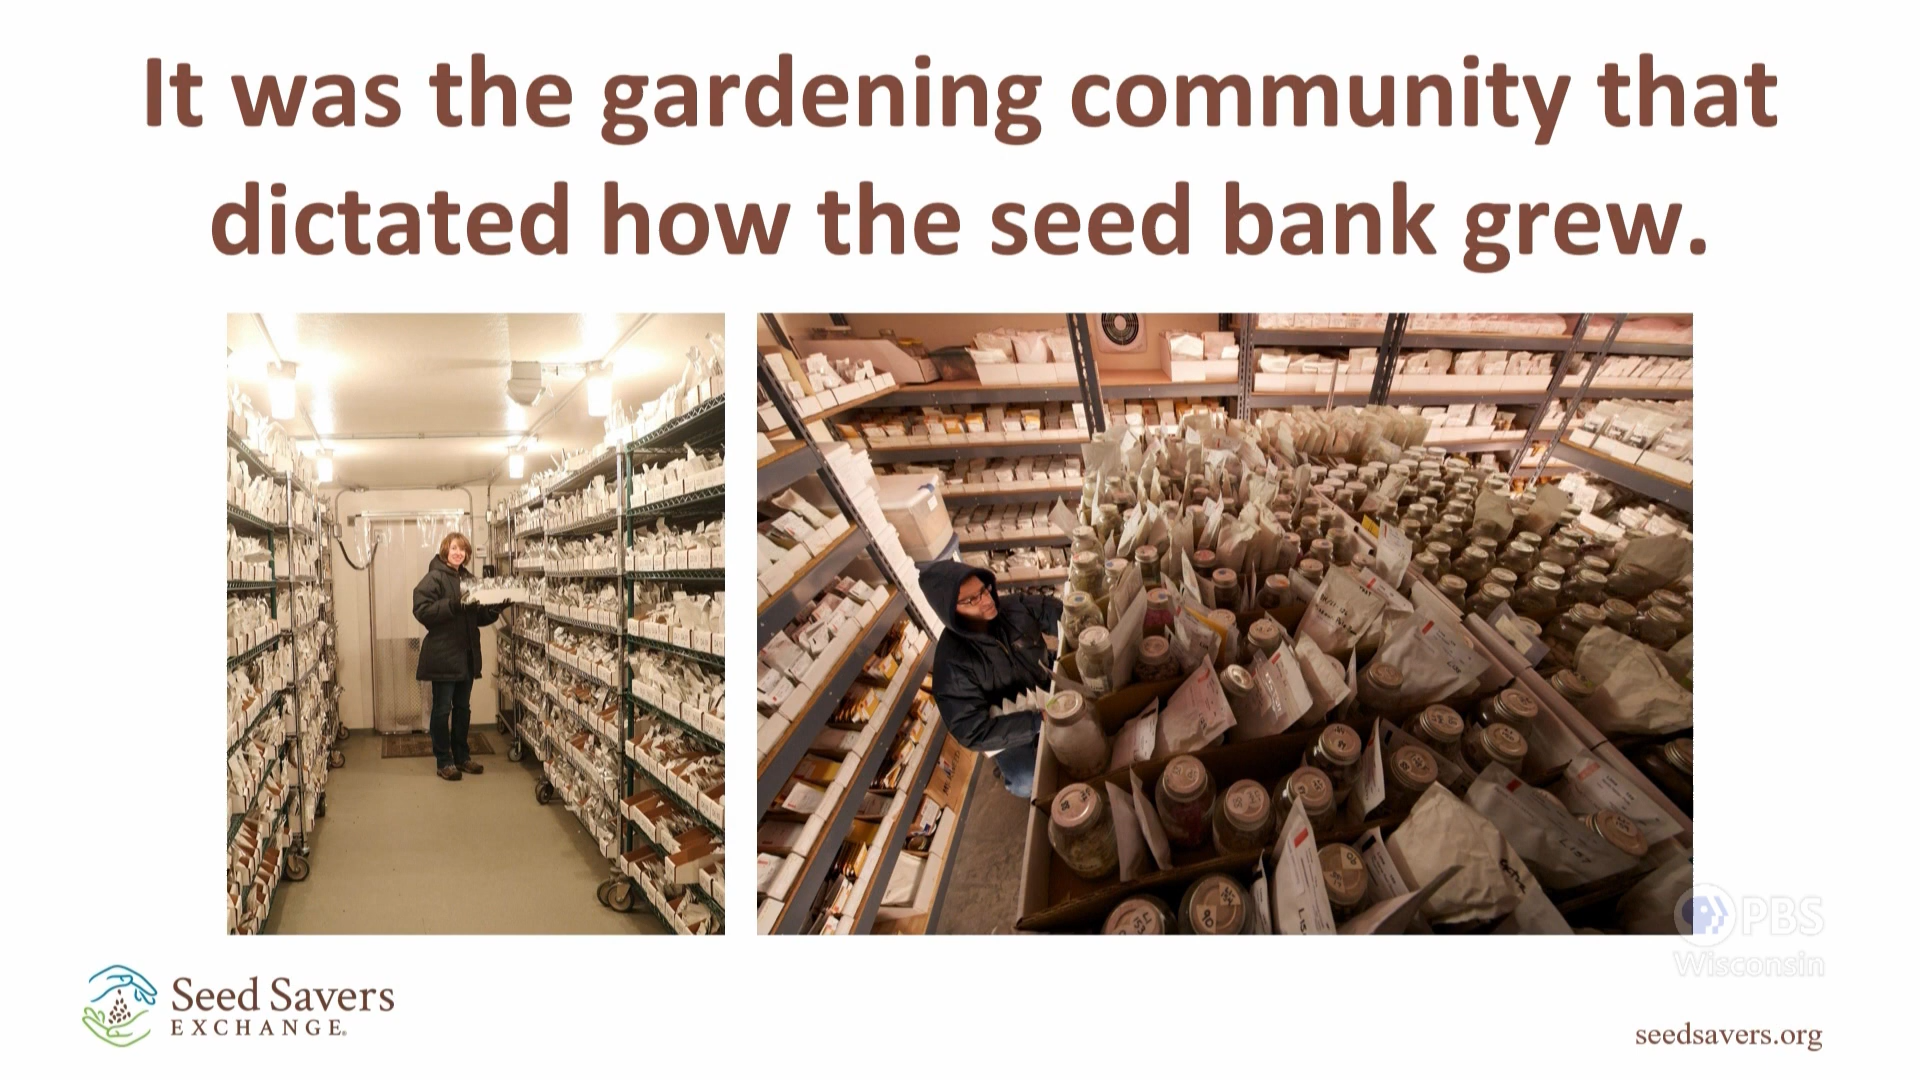 It was the gardening community that
dictated how the seed bank grew.
PBS
Wisconsin
Seed Savers
EXCHANGE.
seedsavers.org